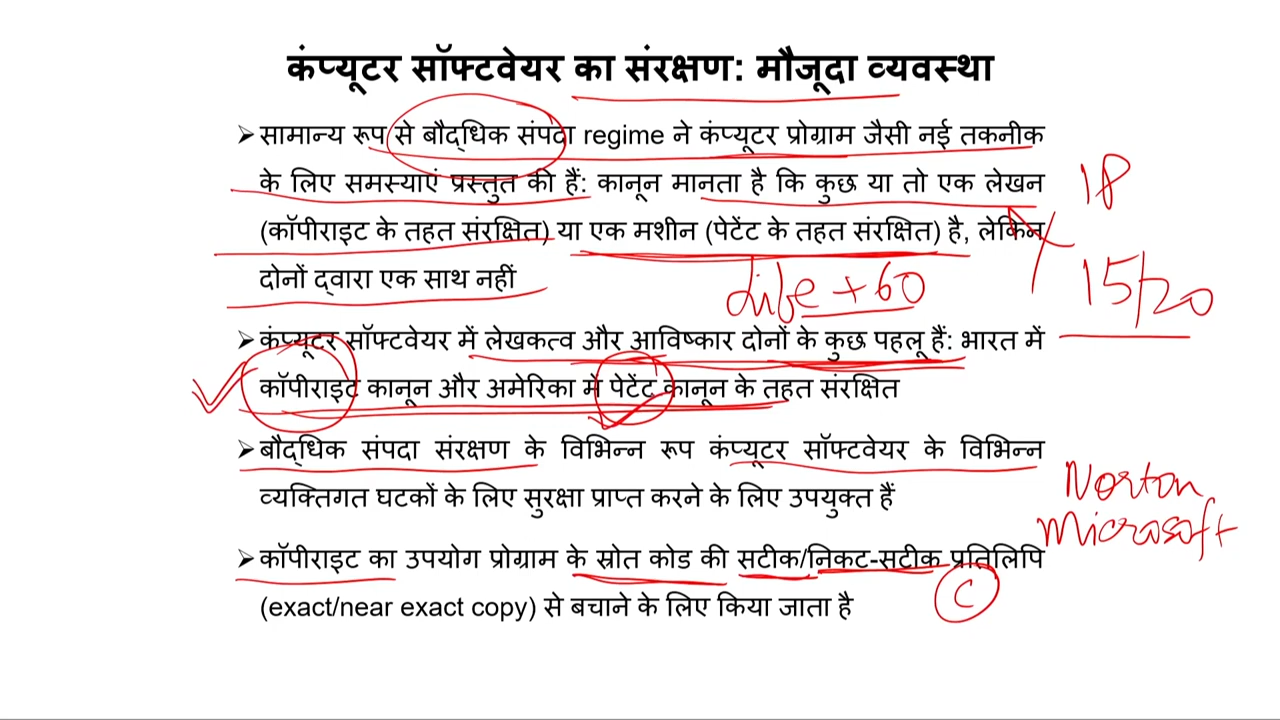 कंप्यूटर सॉफ्टवेयर का संरक्षण: मौजूदा व्यवस्था
➢सामान्य रूप से बौद्धिक संपदा regime ने कंप्यूटर प्रोग्राम जैसी नई तकनीक
के लिए समस्याएं प्रस्तुत की हैं: कानून मानता है कि कुछ या तो एक लेखन
18
(कॉपीराइट के तहत संरक्षित) या एक मशीन (पेटेंट के तहत संरक्षित) है, लेकिन
दोनों द्वारा एक साथ नहीं
Life + 60
15/20
➢कंप्यूटर सॉफ्टवेयर में लेखकत्व और आविष्कार दोनों के कुछ पहलू हैं: भारत में
कॉपीराइट कानून और अमेरिका में पेटेंट कानून के तहत संरक्षित
➢बौद्धिक संपदा संरक्षण के विभिन्न रूप कंप्यूटर सॉफ्टवेयर के विभिन्न
व्यक्तिगत घटकों के लिए सुरक्षा प्राप्त करने के लिए उपयुक्त हैं
Norton
Microsoft
➢कॉपीराइट का उपयोग प्रोग्राम के स्रोत कोड की सटीक/निकट-सटीक प्रतिलिपि
(exact/near exact copy) से बचाने के लिए किया जाता है
C